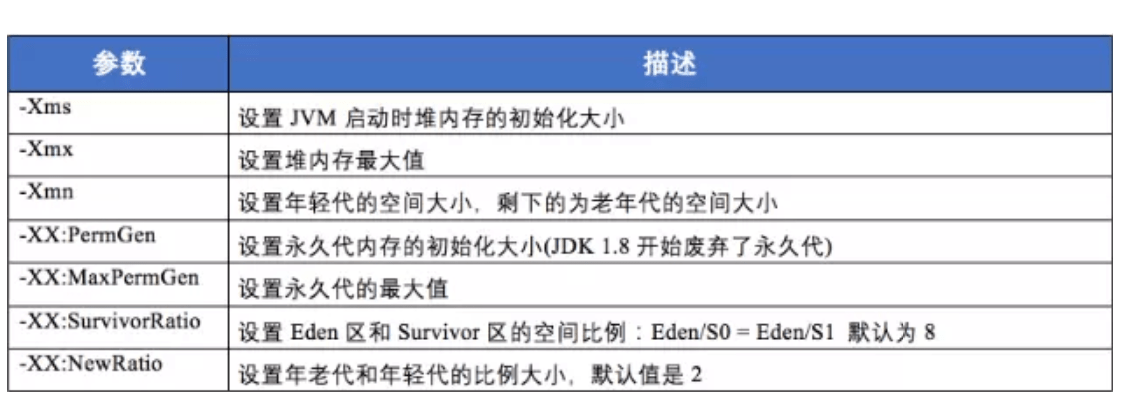 参数 描述
-Xms 设置 JVM 启动时堆内存的初始化大小
-Xmx 设置堆内存最大值
-Xmn 设置年轻代的空间大小，剩下的为老年代的空间大小
-XX:PermGen 设置永久代内存的初始化大小(JDK 1.8 开始废弃了永久代)
-XX:MaxPermGen 设置永久代的最大值
-XX:SurvivorRatio 设置 Eden 区和 Survivor 区的空间比例：Eden/S0 = Eden/S1 默认为 8
-XX:NewRatio 设置年老代和年轻代的比例大小，默认值是 2